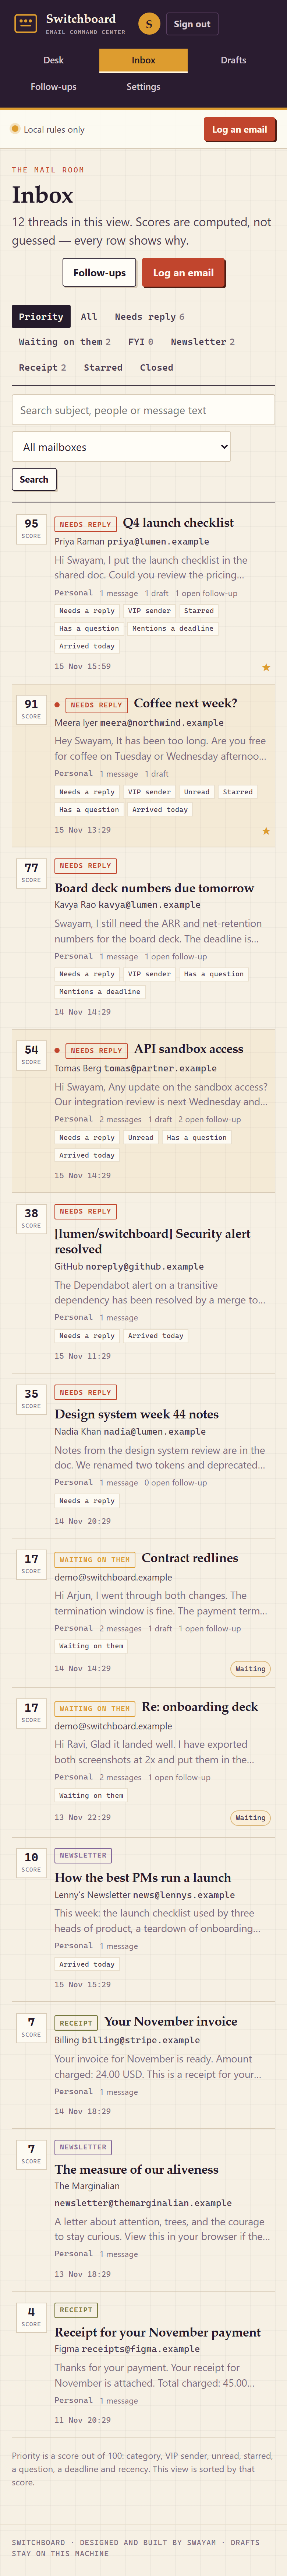 Switchboard
EMAIL COMMAND CENTER
S
Sign out
Desk
Inbox
Drafts
Follow-ups
Settings
Local rules only
Log an email
THE MAIL ROOM
Inbox
12 threads in this view. Scores are computed, not
guessed — every row shows why.
Follow-ups
Log an email
Priority
All
Needs reply 6
Waiting on them 2
FYI 0
Newsletter 2
Receipt 2
Starred
Closed
Search subject, people or message text
All mailboxes
Search
95
SCORE
NEEDS REPLY
Q4 launch checklist
Priya Raman priya@lumen.example
Hi Swayam, I put the launch checklist in the
shared doc. Could you review the pricing…
Personal 1 message 1 draft 1 open follow-up
Needs a reply
VIP sender
Starred
Has a question
Mentions a deadline
Arrived today
15 Nov 15:59
★
91
SCORE
NEEDS REPLY
Coffee next week?
Meera Iyer meera@northwind.example
Hey Swayam, It has been too long. Are you free
for coffee on Tuesday or Wednesday afternoo…
Personal 1 message 1 draft
Needs a reply
VIP sender
Unread
Starred
Has a question
Arrived today
15 Nov 13:29
★
77
SCORE
NEEDS REPLY
Board deck numbers due tomorrow
Kavya Rao kavya@lumen.example
Swayam, I still need the ARR and net-retention
numbers for the board deck. The deadline is…
Personal 1 message 1 open follow-up
Needs a reply
VIP sender
Has a question
Mentions a deadline
14 Nov 14:29
54
SCORE
NEEDS REPLY
API sandbox access
Tomas Berg tomas@partner.example
Hi Swayam, Any update on the sandbox access?
Our integration review is next Wednesday and…
Personal 2 messages 1 draft 2 open follow-up
Needs a reply
Unread
Has a question
Arrived today
15 Nov 14:29
38
SCORE
NEEDS REPLY
[lumen/switchboard] Security alert
resolved
GitHub noreply@github.example
The Dependabot alert on a transitive
dependency has been resolved by a merge to…
Personal 1 message
Needs a reply
Arrived today
15 Nov 11:29
35
SCORE
NEEDS REPLY
Design system week 44 notes
Nadia Khan nadia@lumen.example
Notes from the design system review are in the
doc. We renamed two tokens and deprecated…
Personal 1 message 0 open follow-up
Needs a reply
14 Nov 20:29
17
SCORE
WAITING ON THEM
Contract redlines
demo@switchboard.example
Hi Arjun, I went through both changes. The
termination window is fine. The payment term…
Personal 2 messages 1 draft 1 open follow-up
Waiting on them
14 Nov 14:29
Waiting
17
SCORE
WAITING ON THEM
Re: onboarding deck
demo@switchboard.example
Hi Ravi, Glad it landed well. I have exported
both screenshots at 2x and put them in the…
Personal 2 messages 1 open follow-up
Waiting on them
13 Nov 22:29
Waiting
10
SCORE
NEWSLETTER
How the best PMs run a launch
Lenny's Newsletter news@lennys.example
This week: the launch checklist used by three
heads of product, a teardown of onboarding…
Personal 1 message
Arrived today
15 Nov 15:29
7
SCORE
RECEIPT
Your November invoice
Billing billing@stripe.example
Your invoice for November is ready. Amount
charged: 24.00 USD. This is a receipt for your…
Personal 1 message
14 Nov 18:29
7
SCORE
NEWSLETTER
The measure of our aliveness
The Marginalian
newsletter@themarginalian.example
A letter about attention, trees, and the courage
to stay curious. View this in your browser if the…
Personal 1 message
13 Nov 18:29
4
SCORE
RECEIPT
Receipt for your November payment
Figma receipts@figma.example
Thanks for your payment. Your receipt for
November is attached. Total charged: 45.00…
Personal 1 message
11 Nov 20:29
Priority is a score out of 100: category, VIP sender, unread, starred,
a question, a deadline and recency. This view is sorted by that
score.
SWITCHBOARD · DESIGNED AND BUILT BY SWAYAM · DRAFTS
STAY ON THIS MACHINE